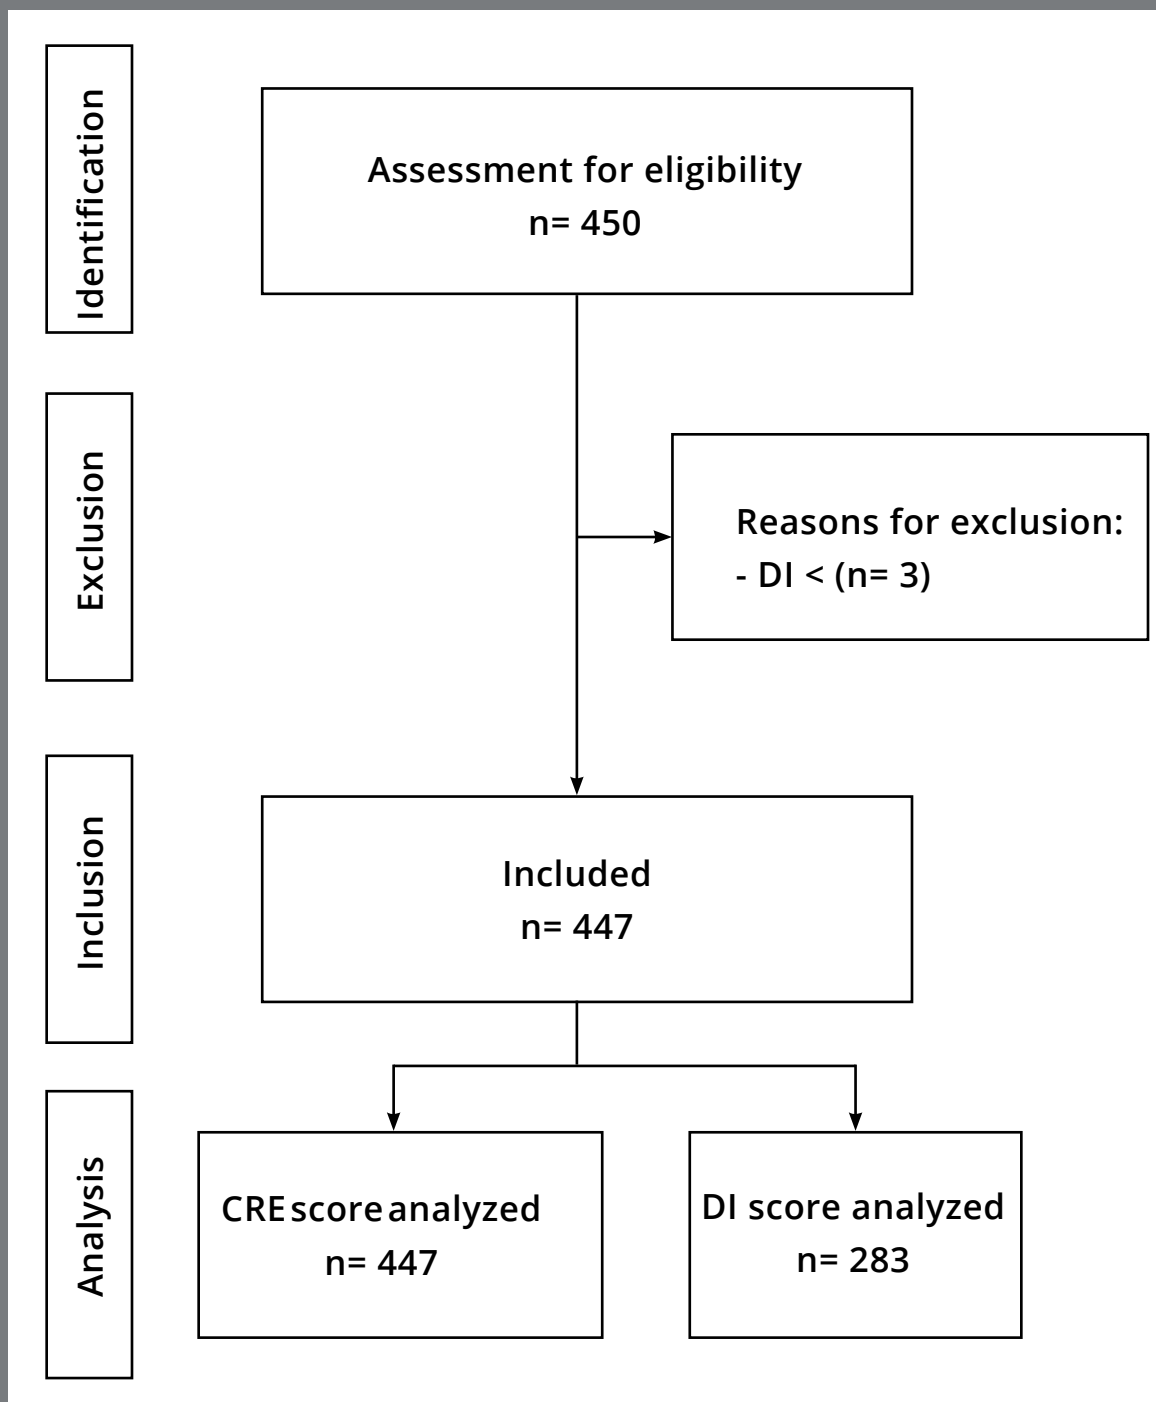 Identification
Assessment for eligibility
n= 450
Exclusion
Reasons for exclusion:
- DI < (n= 3)
Inclusion
Included
n= 447
Analysis
CRE score analyzed
n= 447
DI score analyzed
n= 283